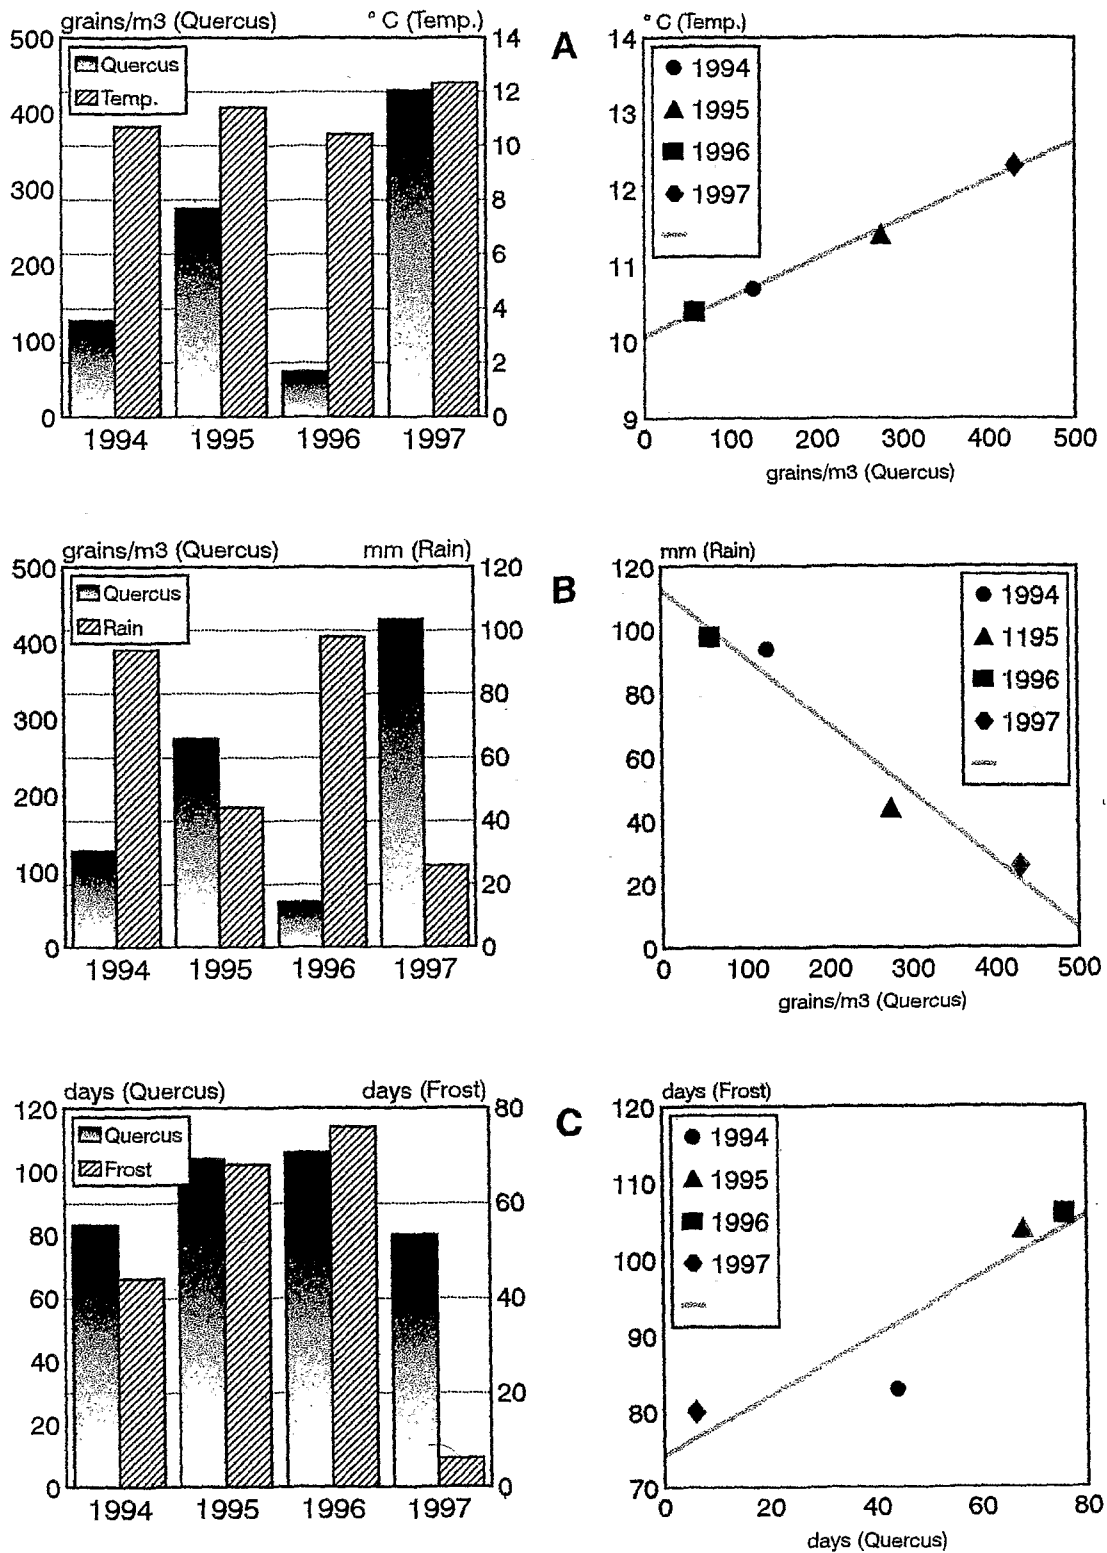 grains/m3 (Quercus) ° C (Temp.)
500 14
Quercus
Temp.
12
400
10
300
8
200
6
4
100
2
0 0
1994 1995 1996 1997
A
° C (Temp.)
14
1994
13
1995
1996
12
1997
11
10
9
0 100 200 300 400 500
grains/m3 (Quercus)
grains/m3 (Quercus) mm (Rain)
500 120
Quercus
Rain
400
100
300
80
60
200
40
100
20
0 0
1994 1995 1996 1997
B
mm (Rain)
120
1994
100
1195
1996
80
1997
60
40
20
0
0 100 200 300 400 500
grains/m3 (Quercus)
days (Quercus) days (Frost)
120 80
Quercus
Frost
100
60
80
60
40
40
20
20
0 0
1994 1995 1996 1997
C
days (Frost)
120
1994
110
1995
1996
100
1997
90
80
70
0 20 40 60 80
days (Quercus)